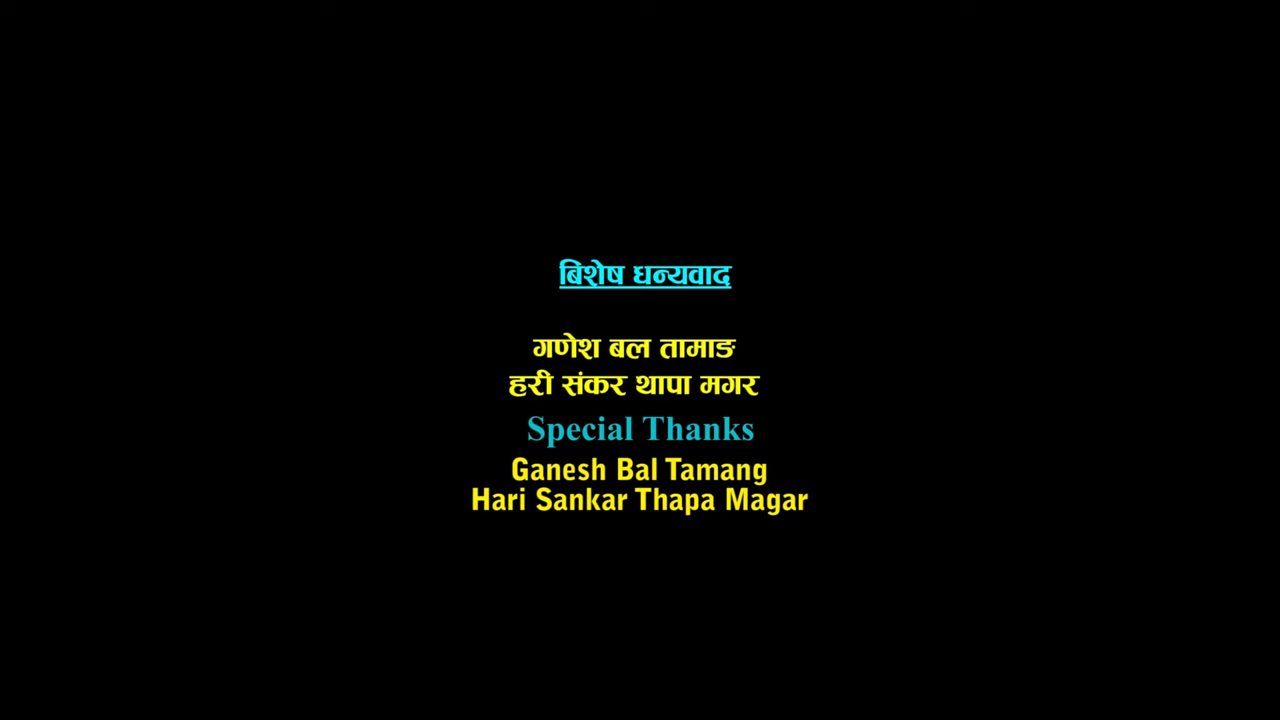 बिशेष धन्यवाद
गणेश बल तामाङ
हरी संकर थापा मगर
Special Thanks
Ganesh Bal Tamang
Hari Sankar Thapa Magar